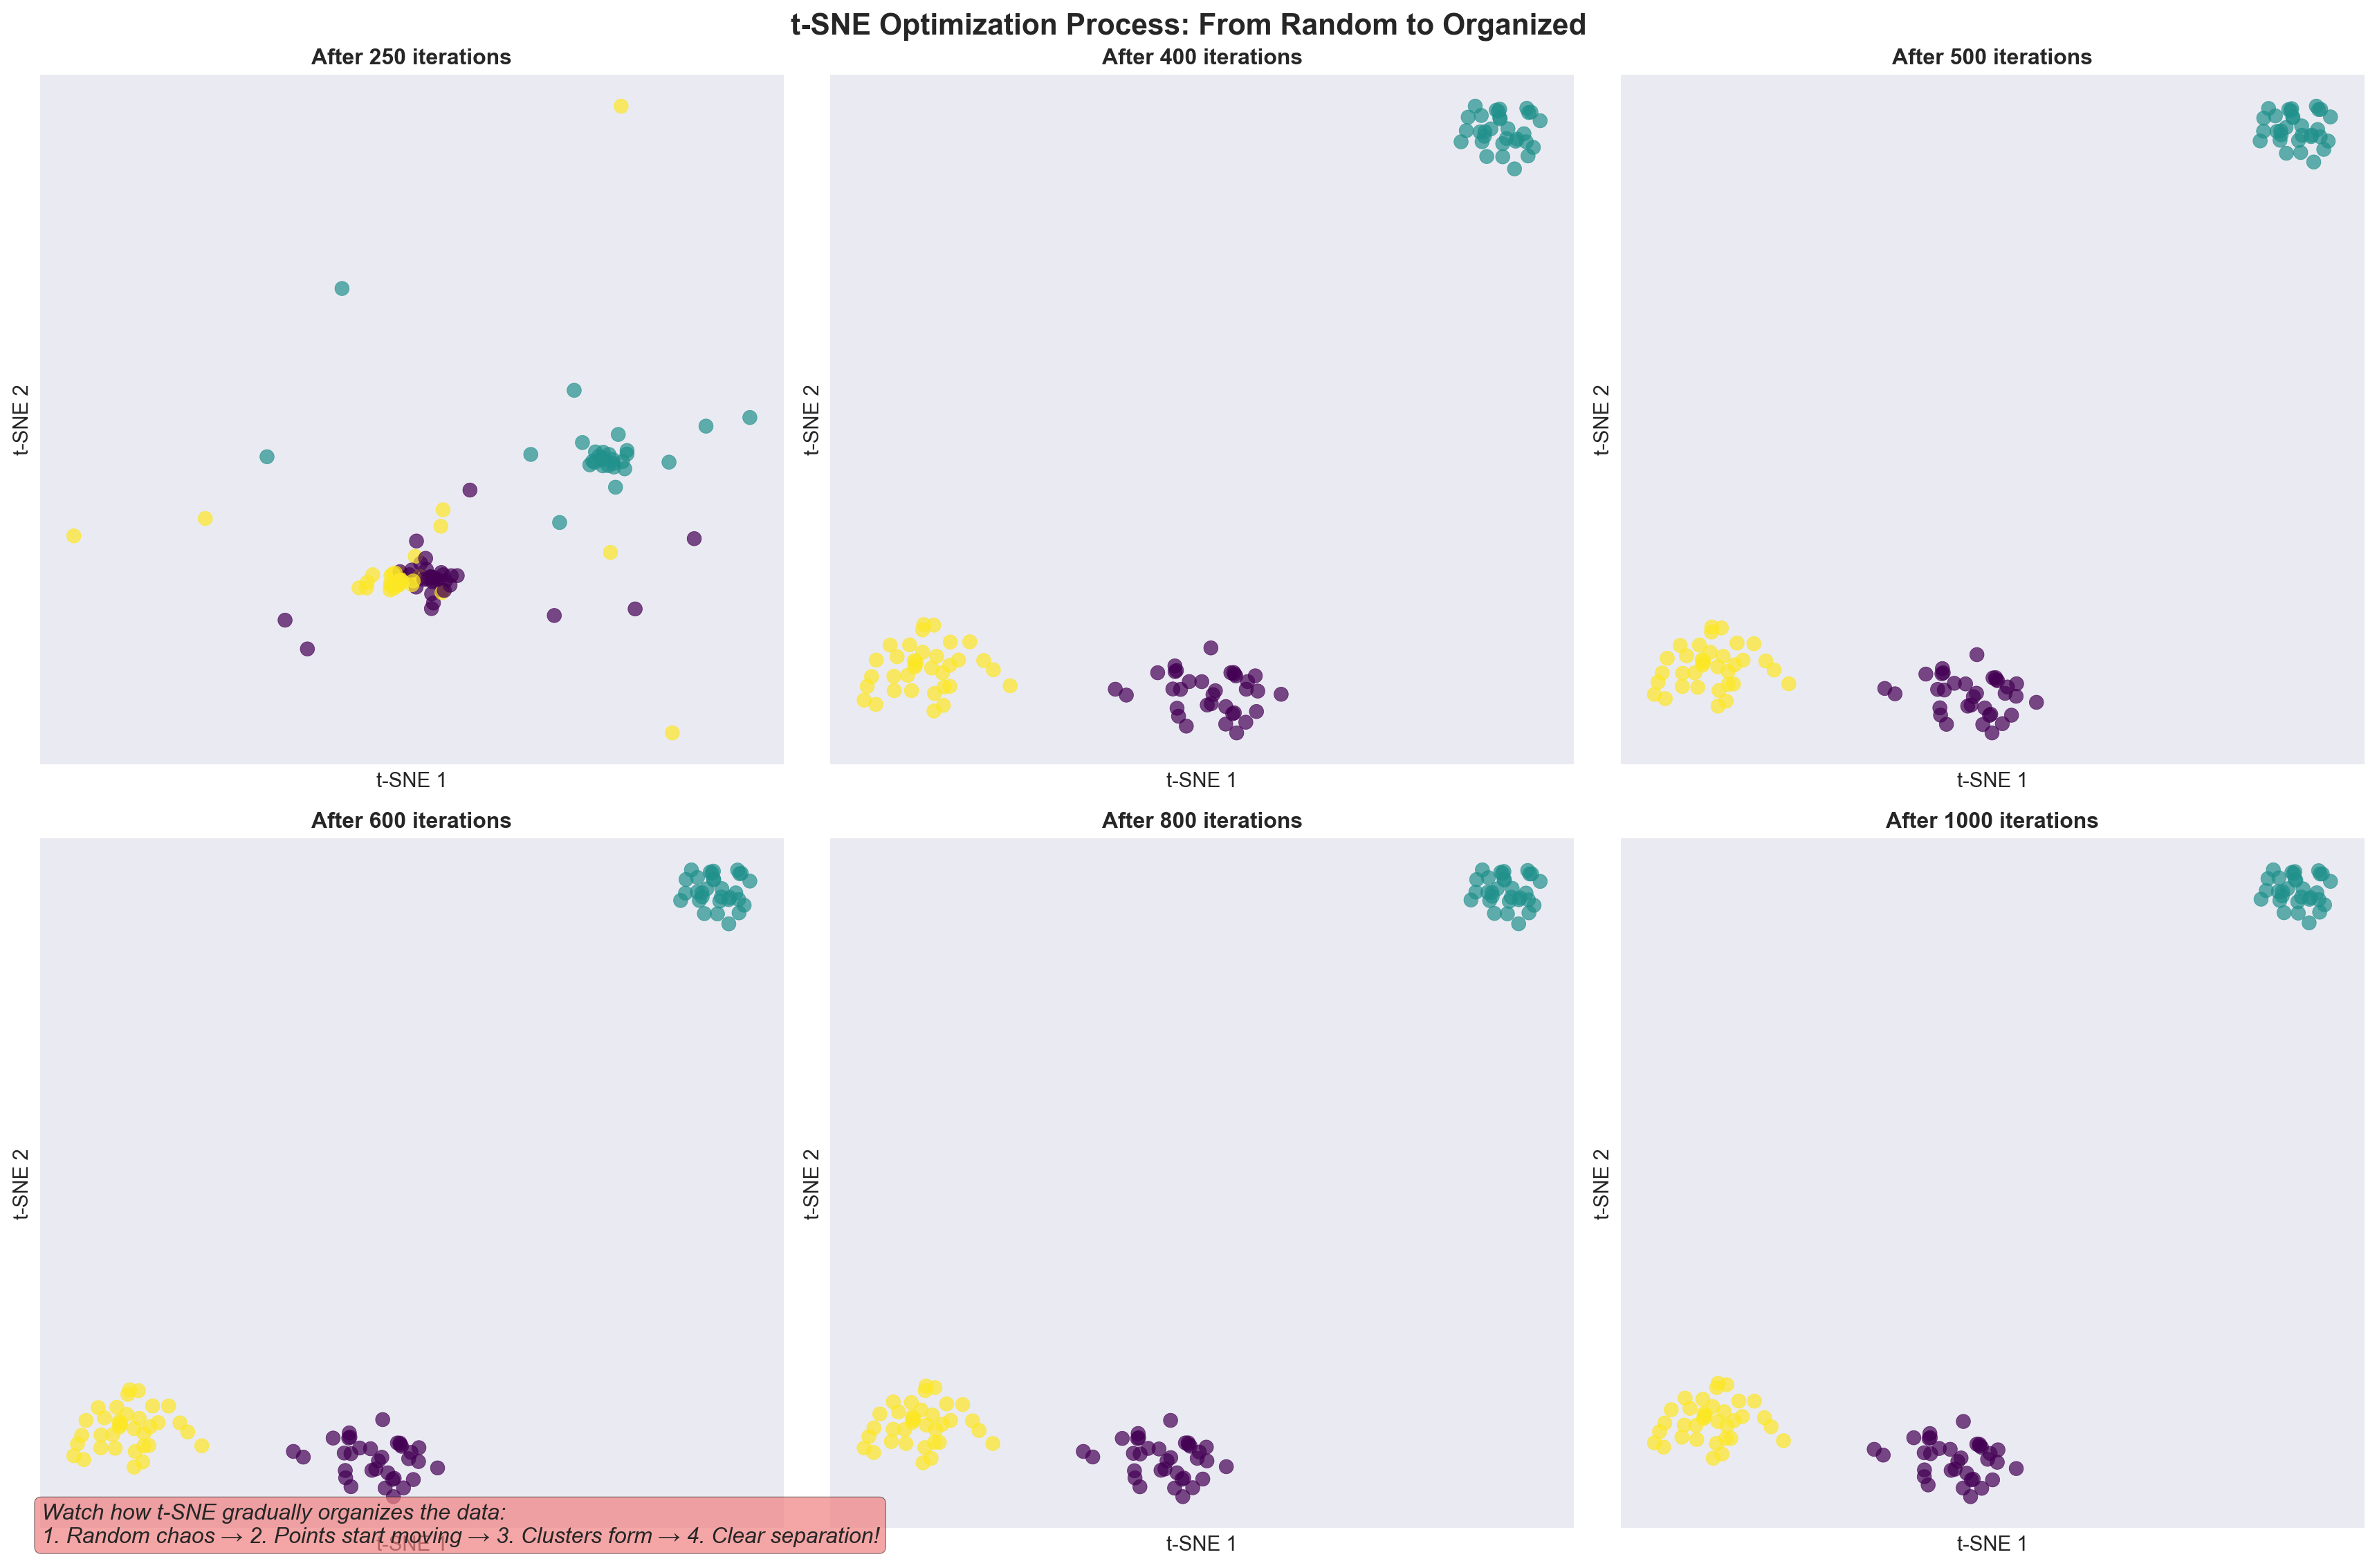 t-SNE Optimization Process: From Random to Organized
After 250 iterations
After 400 iterations
After 500 iterations
t-SNE 2
t-SNE 2
t-SNE 2
t-SNE 1
t-SNE 1
t-SNE 1
After 600 iterations
After 800 iterations
After 1000 iterations
t-SNE 2
t-SNE 2
t-SNE 2
Watch how t-SNE gradually organizes the data:
1. Random chaos → 2. Points start moving → 3. Clusters form → 4. Clear separation!
t-SNE 1
t-SNE 1
t-SNE 1